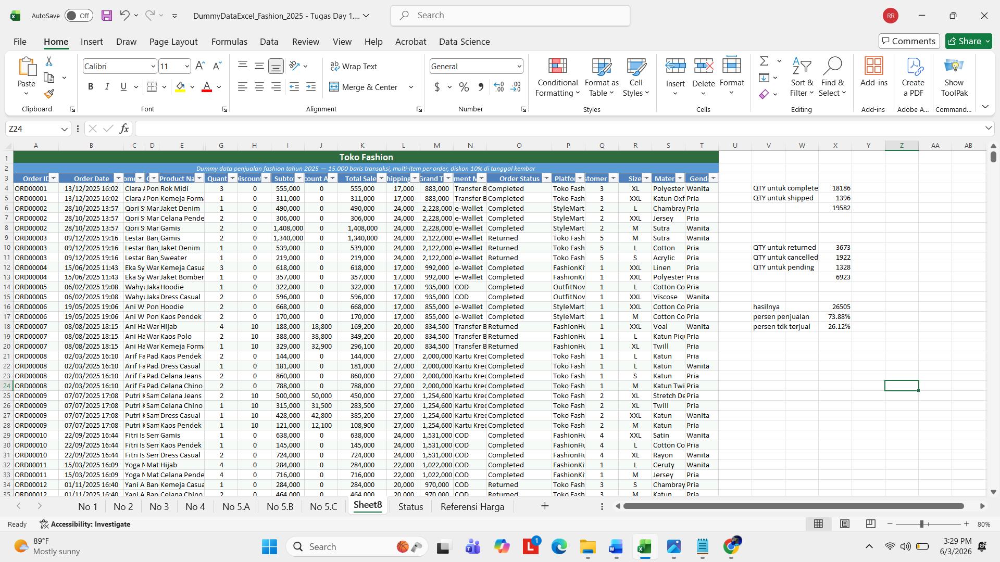 AutoSave Off DummyDataExcel_Fashion_2025 - Tugas Day 1.... Search RR
File Home Insert Draw Page Layout Formulas Data Review View Help Acrobat Data Science Comments Share
Paste Calibri 11 Wrap Text General Conditional Formatting Format as Table Cell Styles Insert Delete Format Sort & Filter Find & Select Add-ins Create a PDF Show ToolPak
B I U A Merge & Center $ %
Clipboard Font Alignment Number Styles Cells Editing Add-ins Adobe A... Command...
Z24 fx
A B C D E G H I J K L M N O P Q R S T U V W X Y Z AA AB
1 Toko Fashion
2 Dummy data penjualan fashion tahun 2025 — 15.000 baris transaksi, multi-item per order, diskon 10% di tanggal kembar
3 Order ID Order Date ome C Product Na Quant Discount Subto count A Total Sale hipping Grand T ment M Order Status Platfo stomer Size Mater Gend
4 ORD00001 13/12/2025 16:02 Clara A Pon Rok Midi 3 0 555,000 0 555,000 17,000 883,000 Transfer B Completed Toko Fash 3 XL Polyester Wanita QTY untuk complete 18186
5 ORD00001 13/12/2025 16:02 Clara A Pon Kemeja Forma 1 0 311,000 0 311,000 17,000 883,000 Transfer B Completed Toko Fash 3 XXL Katun Oxf Pria QTY untuk shipped 1396
6 ORD00002 28/10/2025 13:57 Qori S Mar Jaket Denim 1 0 490,000 0 490,000 24,000 2,228,000 e-Wallet Completed StyleMart 2 L Chambray Pria 19582
7 ORD00002 28/10/2025 13:57 Qori S Mar Celana Pende 2 0 306,000 0 306,000 24,000 2,228,000 e-Wallet Completed StyleMart 2 XXL Jersey Pria
8 ORD00002 28/10/2025 13:57 Qori S Mar Gamis 2 0 1,408,000 0 1,408,000 24,000 2,228,000 e-Wallet Completed StyleMart 2 M Sutra Wanita
9 ORD00003 09/12/2025 19:16 Lestar Ban Gamis 2 0 1,340,000 0 1,340,000 24,000 2,122,000 e-Wallet Returned Toko Fash 5 M Sutra Wanita
10 ORD00003 09/12/2025 19:16 Lestar Ban Jaket Denim 1 0 539,000 0 539,000 24,000 2,122,000 e-Wallet Returned Toko Fash 5 L Cotton Pria QTY untuk returned 3673
11 ORD00003 09/12/2025 19:16 Lestar Ban Sweater 1 0 219,000 0 219,000 24,000 2,122,000 e-Wallet Returned Toko Fash 5 S Acrylic Pria QTY untuk cancelled 1922
12 ORD00004 15/06/2025 11:43 Eka Sy War Kemeja Casua 3 0 618,000 0 618,000 17,000 992,000 e-Wallet Completed FashionKi 1 XXL Linen Pria QTY untuk pending 1328
13 ORD00004 15/06/2025 11:43 Eka Sy War Jaket Bomber 1 0 357,000 0 357,000 17,000 992,000 e-Wallet Completed FashionKi 1 XXL Polyester Pria 6923
14 ORD00005 06/02/2025 19:08 Wahy Jaka Hoodie 1 0 322,000 0 322,000 17,000 935,000 COD Completed OutfitNov 1 L Cotton Co Pria
15 ORD00005 06/02/2025 19:08 Wahy Jaka Dress Casual 2 0 596,000 0 596,000 17,000 935,000 COD Completed OutfitNov 1 XXL Viscose Wanita
16 ORD00006 19/05/2025 19:06 Ani W Pon Hoodie 2 0 668,000 0 668,000 17,000 855,000 e-Wallet Completed StyleMart 1 XXL Cotton Co Pria hasilnya 26505
17 ORD00006 19/05/2025 19:06 Ani W Pon Kaos Pendek 2 0 170,000 0 170,000 17,000 855,000 e-Wallet Completed StyleMart 1 M Cotton Co Pria persen penjualan 73.88%
18 ORD00007 08/08/2025 18:15 Ani Ha War Hijab 4 10 188,000 18,800 169,200 20,000 834,500 Transfer B Returned FashionHu 1 XXL Voal Wanita persen tdk terjual 26.12%
19 ORD00007 08/08/2025 18:15 Ani Ha War Kaos Polo 2 10 388,000 38,800 349,200 20,000 834,500 Transfer B Returned FashionHu 1 L Katun Piq Pria
20 ORD00007 08/08/2025 18:15 Ani Ha War Kemeja Forma 1 10 329,000 32,900 296,100 20,000 834,500 Transfer B Returned FashionHu 1 XL Twill Pria
21 ORD00008 02/03/2025 16:10 Arif Fa Pad Kaos Pendek 2 0 144,000 0 144,000 27,000 2,000,000 Kartu Kred Completed Toko Fash 1 L Katun Pria
22 ORD00008 02/03/2025 16:10 Arif Fa Pad Dress Casual 1 0 181,000 0 181,000 27,000 2,000,000 Kartu Kred Completed Toko Fash 1 L Katun Wanita
23 ORD00008 02/03/2025 16:10 Arif Fa Pad Celana Jeans 2 0 860,000 0 860,000 27,000 2,000,000 Kartu Kred Completed Toko Fash 1 S Katun Pria
24 ORD00008 02/03/2025 16:10 Arif Fa Pad Celana Chino 2 0 788,000 0 788,000 27,000 2,000,000 Kartu Kred Completed Toko Fash 1 M Katun Twi Pria
25 ORD00009 07/07/2025 17:08 Putri K Sam Celana Jeans 2 10 500,000 50,000 450,000 27,000 1,254,600 Kartu Kred Completed Toko Fash 2 XL Stretch De Pria
26 ORD00009 07/07/2025 17:08 Putri K Sam Celana Chino 1 10 315,000 31,500 283,500 27,000 1,254,600 Kartu Kred Completed Toko Fash 2 XL Twill Pria
27 ORD00009 07/07/2025 17:08 Putri K Sam Dress Casual 1 10 428,000 42,800 385,200 27,000 1,254,600 Kartu Kred Completed Toko Fash 2 XXL Katun Wanita
28 ORD00009 07/07/2025 17:08 Putri K Sam Kaos Pendek 1 10 121,000 12,100 108,900 27,000 1,254,600 Kartu Kred Completed Toko Fash 2 M Katun Pria
29 ORD00010 22/09/2025 16:44 Fitri Is Sem Gamis 1 0 638,000 0 638,000 24,000 1,531,000 COD Completed FashionHu 4 XXL Satin Wanita
30 ORD00010 22/09/2025 16:44 Fitri Is Sem Kaos Pendek 1 0 145,000 0 145,000 24,000 1,531,000 COD Completed FashionHu 4 L Cotton Co Pria
31 ORD00010 22/09/2025 16:44 Fitri Is Sem Dress Casual 2 0 724,000 0 724,000 24,000 1,531,000 COD Completed FashionHu 4 XL Rayon Wanita
32 ORD00011 15/03/2025 16:09 Yoga N Mat Hijab 4 0 284,000 0 284,000 22,000 1,022,000 COD Completed FashionKi 1 L Ceruty Wanita
33 ORD00011 15/03/2025 16:09 Yoga N Mat Celana Pende 4 0 716,000 0 716,000 22,000 1,022,000 COD Completed FashionKi 1 M Jersey Pria
34 ORD00012 01/11/2025 16:40 Yani A Ban Kemeja Casua 1 0 284,000 0 284,000 20,000 970,000 COD Returned Toko Fash 3 S Chambray Pria
35 ORD00012 01/11/2025 16:40 Yani A Ban Celana Chino 2 0 464,000 0 464,000 20,000 970,000 COD Returned Toko Fash 3 M Katun Pria
No 1 No 2 No 3 No 4 No 5.A No 5.B No 5.C Sheet8 Status Referensi Harga
Ready Accessibility: Investigate 80%
89°F
Mostly sunny
Search
1
3:29 PM
6/3/2026